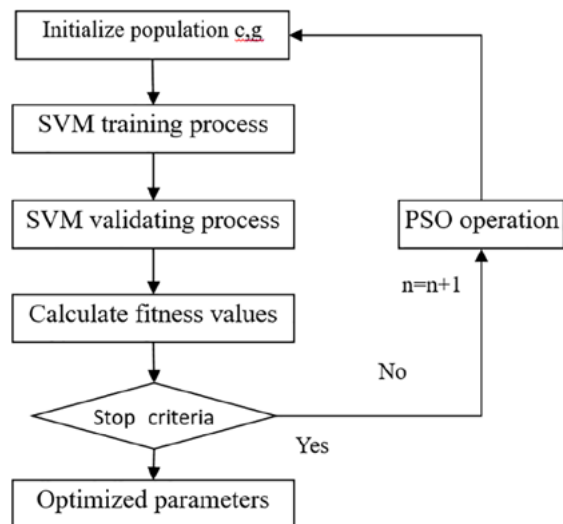 Initialize population c,g
SVM training process
SVM validating process
PSO operation
n=n+1
Calculate fitness values
No
Stop criteria
Yes
Optimized parameters